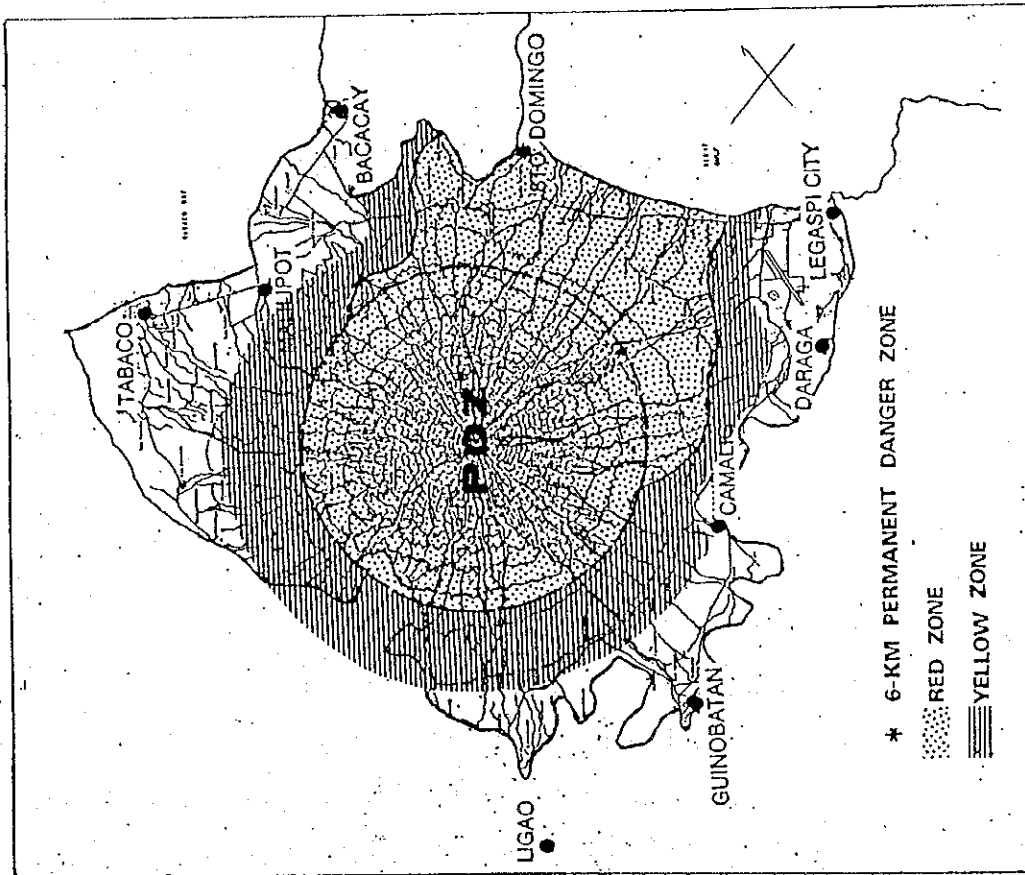 TABACO
BACACAY
STO DOMINGO
PDZ
LIGAO
GUINOBATAN
CAMALIG
DARAGA
LEGASPI CITY
* 6-KM PERMANENT DANGER ZONE
RED ZONE
YELLOW ZONE